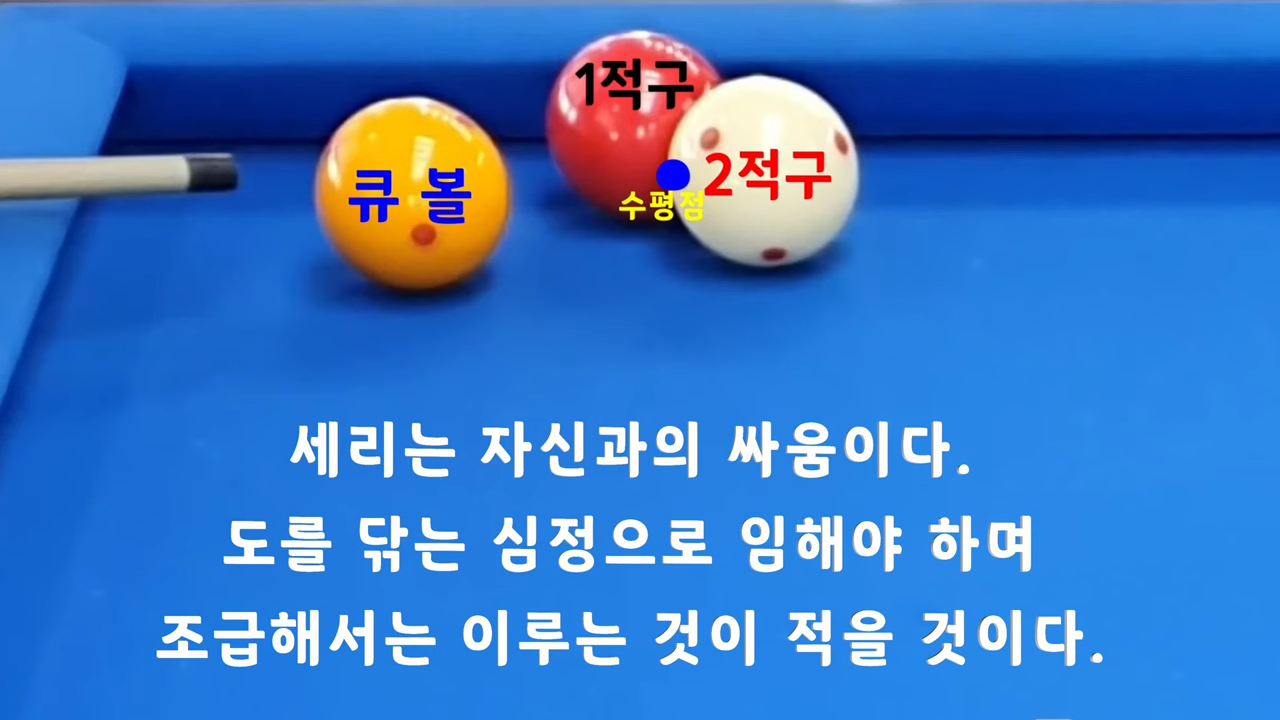 1적구
큐 볼
2적구
수평점
세리는 자신과의 싸움이다.
도를 닦는 심정으로 임해야 하며
조급해서는 이루는 것이 적을 것이다.